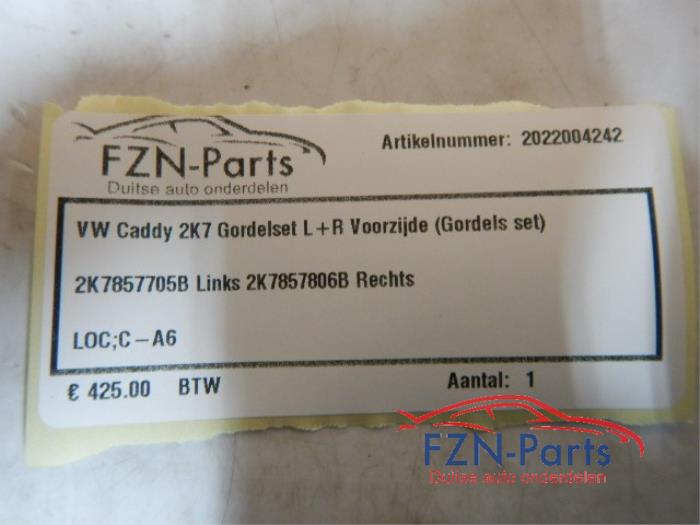 FZN-Parts
Duitse auto onderdelen
Artikelnummer: 2022004242
VW Caddy 2K7 Gordelset L+R Voorzijde (Gordels set)
2K7857705B Links 2K7857806B Rechts
LOC;C-A6
€ 425.00 BTW
Aantal: 1
FZN-Parts
Duitse auto onderdelen